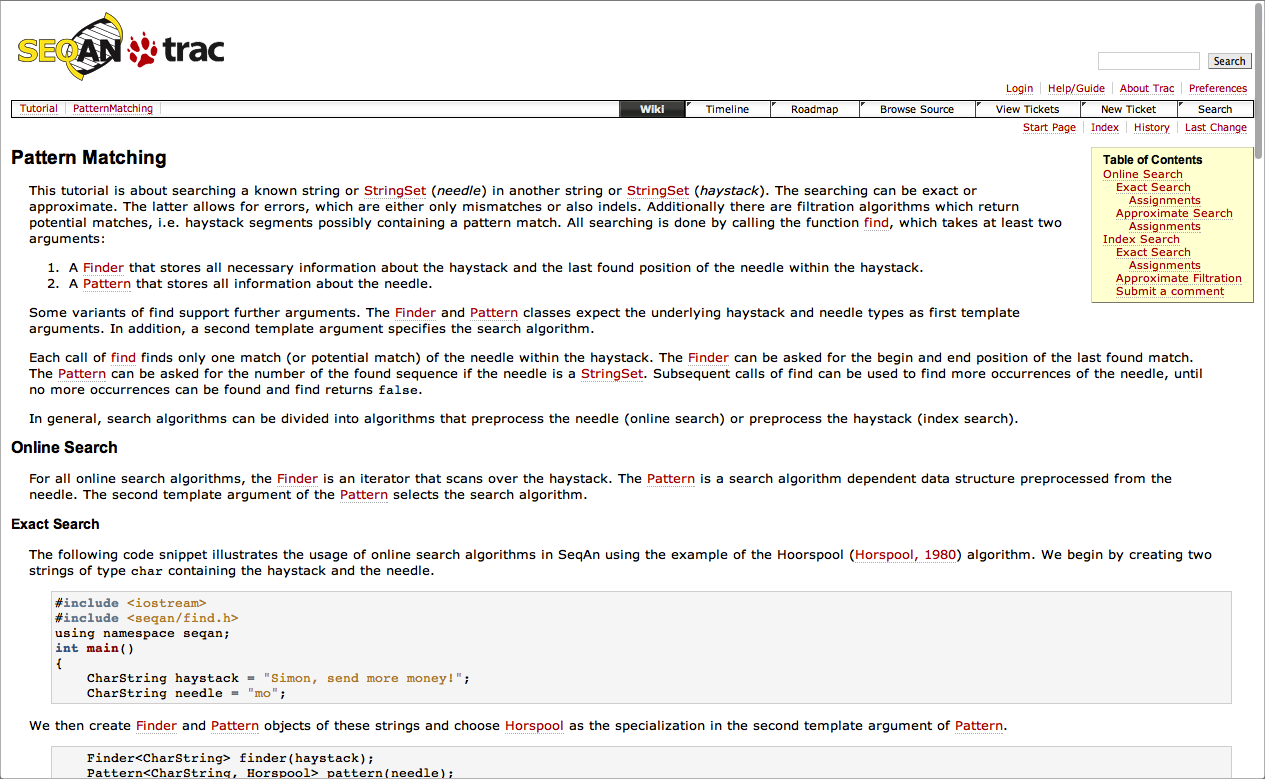 SEQAN trac
Search
Login Help/Guide About Trac Preferences
Tutorial PatternMatching Wiki Timeline Roadmap Browse Source View Tickets New Ticket Search
Start Page Index History Last Change
Pattern Matching
Table of Contents
Online Search
Exact Search
Assignments
Approximate Search
Assignments
Index Search
Exact Search
Assignments
Approximate Filtration
Submit a comment
This tutorial is about searching a known string or StringSet (needle) in another string or StringSet (haystack). The searching can be exact or
approximate. The latter allows for errors, which are either only mismatches or also indels. Additionally there are filtration algorithms which return
potential matches, i.e. haystack segments possibly containing a pattern match. All searching is done by calling the function find, which takes at least two
arguments:
1. A Finder that stores all necessary information about the haystack and the last found position of the needle within the haystack.
2. A Pattern that stores all information about the needle.
Some variants of find support further arguments. The Finder and Pattern classes expect the underlying haystack and needle types as first template
arguments. In addition, a second template argument specifies the search algorithm.
Each call of find finds only one match (or potential match) of the needle within the haystack. The Finder can be asked for the begin and end position of the last found match.
The Pattern can be asked for the number of the found sequence if the needle is a StringSet. Subsequent calls of find can be used to find more occurrences of the needle, until
no more occurrences can be found and find returns false.
In general, search algorithms can be divided into algorithms that preprocess the needle (online search) or preprocess the haystack (index search).
Online Search
For all online search algorithms, the Finder is an iterator that scans over the haystack. The Pattern is a search algorithm dependent data structure preprocessed from the
needle. The second template argument of the Pattern selects the search algorithm.
Exact Search
The following code snippet illustrates the usage of online search algorithms in SeqAn using the example of the Hoorspool (Horspool, 1980) algorithm. We begin by creating two
strings of type char containing the haystack and the needle.
#include <iostream>
#include <seqan/find.h>
using namespace seqan;
int main()
{
CharString haystack = "Simon, send more money!";
CharString needle = "mo";
We then create Finder and Pattern objects of these strings and choose Horspool as the specialization in the second template argument of Pattern.
Finder<CharString> finder(haystack);
Pattern<CharString, Horspool> pattern(needle);